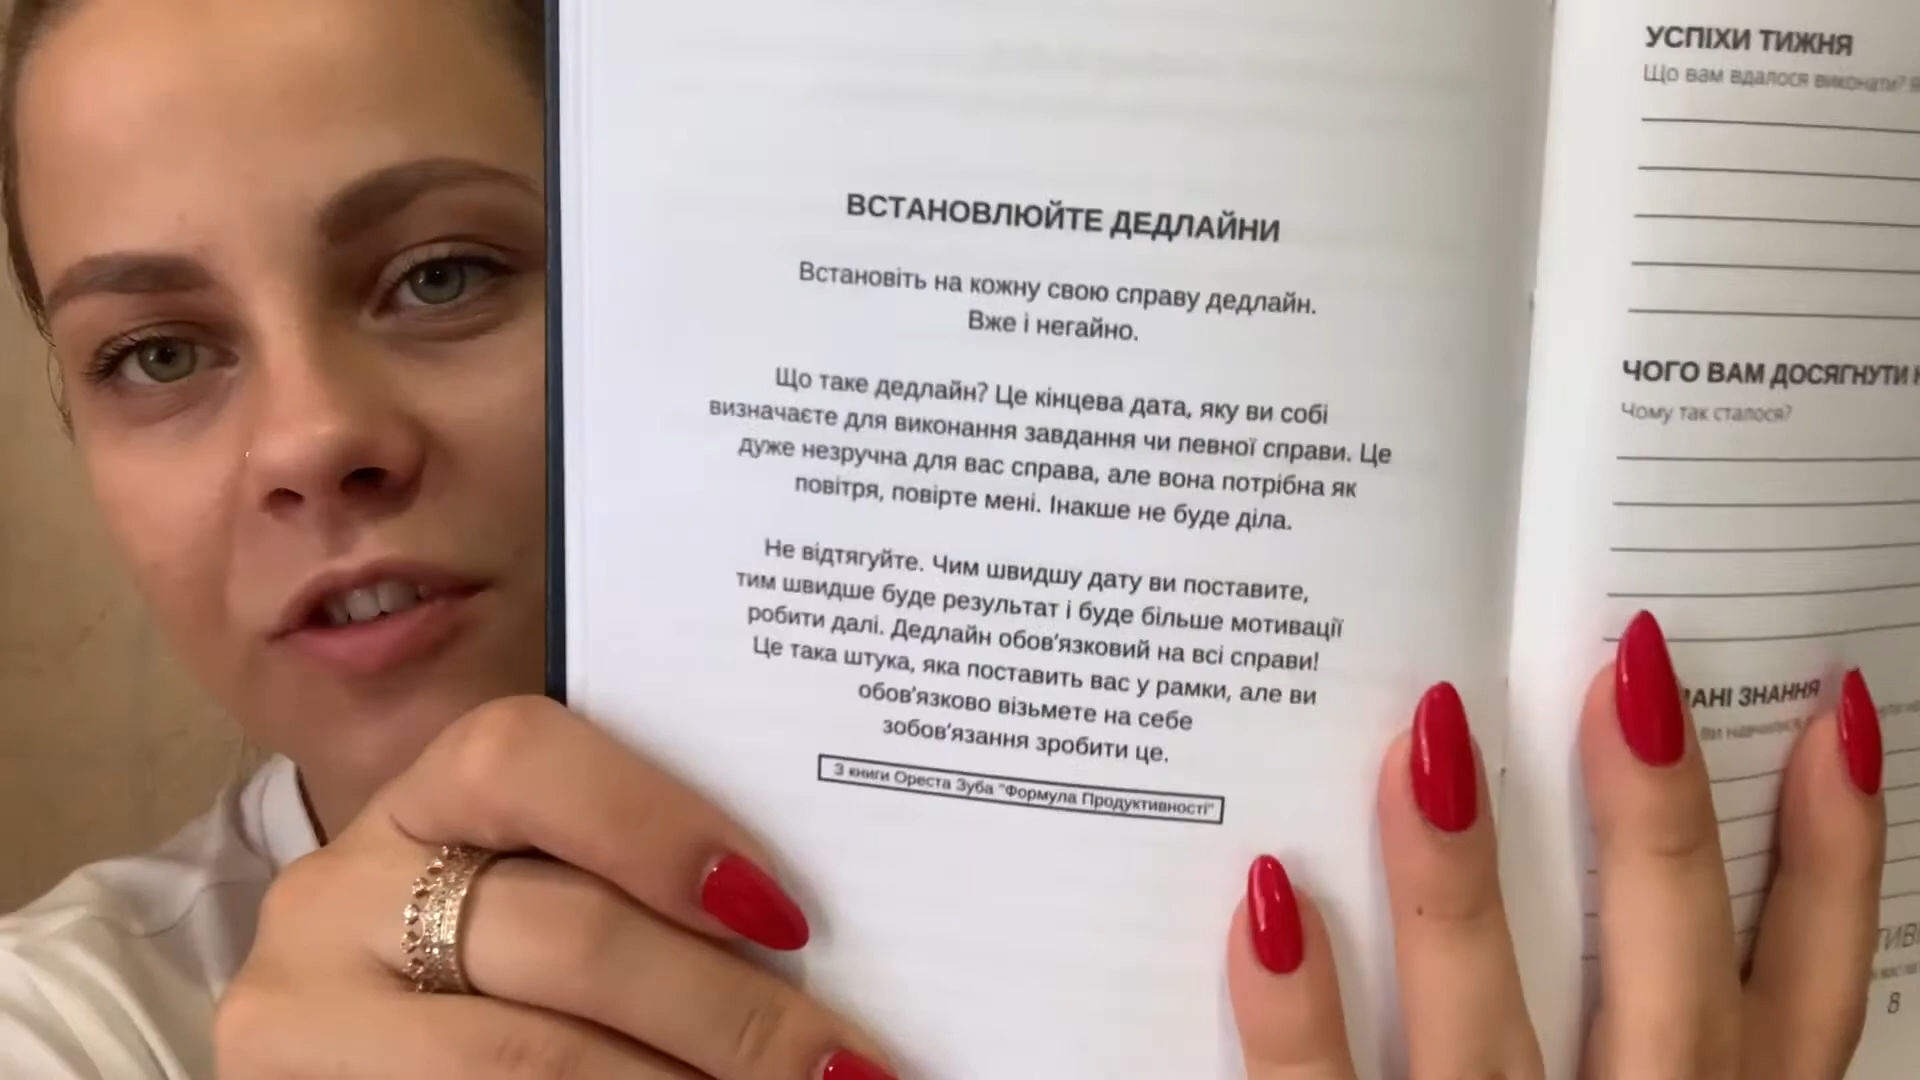 ВСТАНОВЛЮЙТЕ ДЕДЛАЙНИ
Встановіть на кожну свою справу дедлайн.
Вже і негайно.
Що таке дедлайн? Це кінцева дата, яку ви собі
визначаєте для виконання завдання чи певної справи. Це
дуже незручна для вас справа, але вона потрібна як
повітря, повірте мені. Інакше не буде діла.
Не відтягуйте. Чим швидшу дату ви поставите,
тим швидше буде результат і буде більше мотивації
робити далі. Дедлайн обов'язковий на всі справи!
Це така штука, яка поставить вас у рамки, але ви
обов'язково візьмете на себе
зобов'язання зробити це.
З книги Ореста Зуба "Формула Продуктивності"
УСПІХИ ТИЖНЯ
Що вам вдалося виконати?
ЧОГО ВАМ ДОСЯГНУТИ
Чому так сталося?
ЗНАННЯ
8